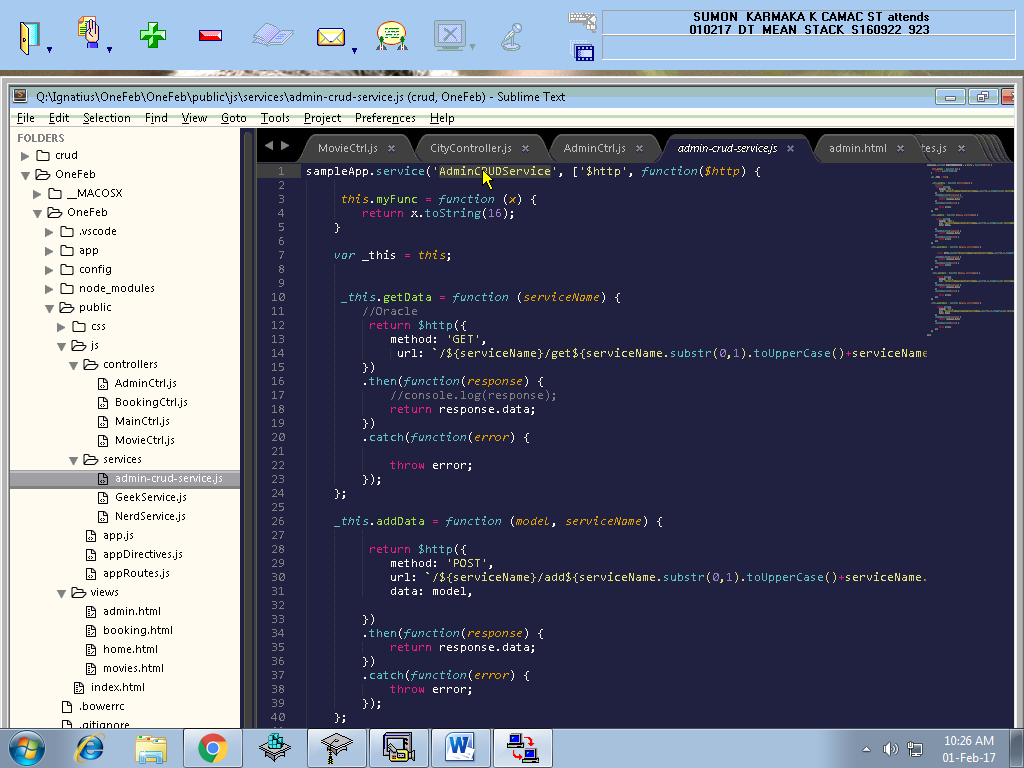 SUMON KARMAKA K CAMAC ST attends
010217_DT_MEAN_STACK_S160922_923
Q:\Ignatius\OneFeb\OneFeb\public\js\services\admin-crud-service.js (crud, OneFeb) - Sublime Text
File Edit Selection Find View Goto Tools Project Preferences Help
FOLDERS
crud
OneFeb
__MACOSX
OneFeb
.vscode
app
config
node_modules
public
css
js
controllers
AdminCtrl.js
BookingCtrl.js
MainCtrl.js
MovieCtrl.js
services
admin-crud-service.js
GeekService.js
NerdService.js
app.js
appDirectives.js
appRoutes.js
views
admin.html
booking.html
home.html
movies.html
index.html
.bowerrc
.gitignore
MovieCtrl.js × CityController.js × AdminCtrl.js × admin-crud-service.js × admin.html × tes.js ×
1 sampleApp.service('AdminCRUDService', ['$http', function($http) {
2
3 this.myFunc = function (x) {
4 return x.toString(16);
5 }
6
7 var _this = this;
8
9
10 _this.getData = function (serviceName) {
11 //Oracle
12 return $http({
13 method: 'GET',
14 url: `/${serviceName}/get${serviceName.substr(0,1).toUpperCase()+serviceName
15 })
16 .then(function(response) {
17 //console.log(response);
18 return response.data;
19 })
20 .catch(function(error) {
21
22 throw error;
23 });
24 };
25
26 _this.addData = function (model, serviceName) {
27
28 return $http({
29 method: 'POST',
30 url: `/${serviceName}/add${serviceName.substr(0,1).toUpperCase()+serviceName.
31 data: model,
32
33 })
34 .then(function(response) {
35 return response.data;
36 })
37 .catch(function(error) {
38 throw error;
39 });
40 };
10:26 AM
01-Feb-17